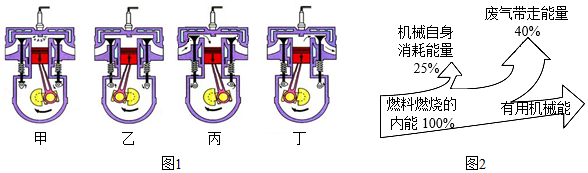 甲
乙
丙
丁
图1
废气带走能量
40%
机械自身
消耗能量
25%
燃料燃烧的
内能 100%
有用机械能
图2